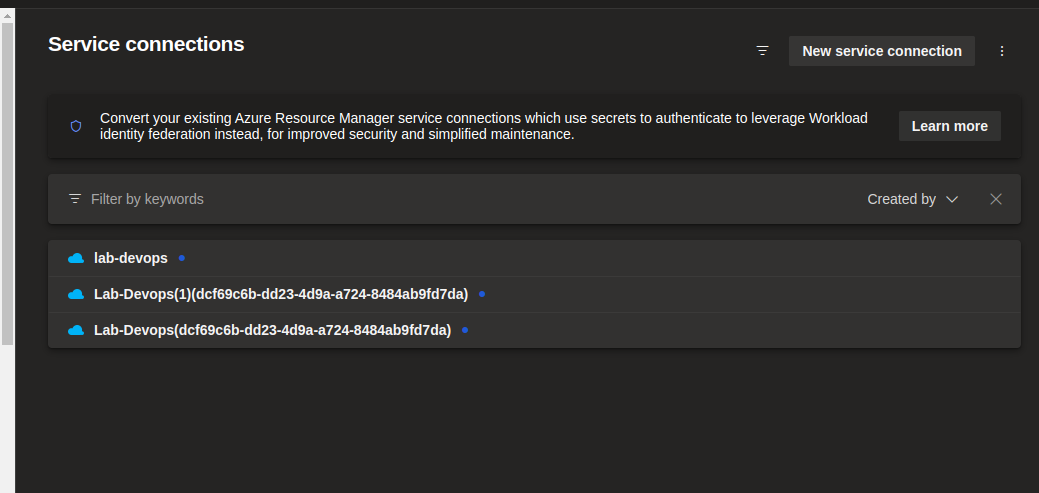 Service connections
New service connection
Convert your existing Azure Resource Manager service connections which use secrets to authenticate to leverage Workload
identity federation instead, for improved security and simplified maintenance.
Learn more
Filter by keywords
Created by
lab-devops
Lab-Devops(1)(dcf69c6b-dd23-4d9a-a724-8484ab9fd7da)
Lab-Devops(dcf69c6b-dd23-4d9a-a724-8484ab9fd7da)